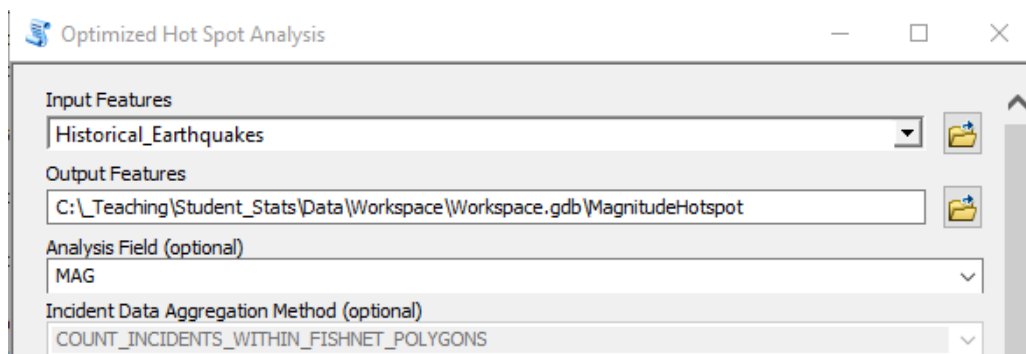 Optimized Hot Spot Analysis
Input Features
Historical_Earthquakes
Output Features
C:\_Teaching\Student_Stats\Data\Workspace\Workspace.gdb\MagnitudeHotspot
Analysis Field (optional)
MAG
Incident Data Aggregation Method (optional)
COUNT_INCIDENTS_WITHIN_FISHNET_POLYGONS